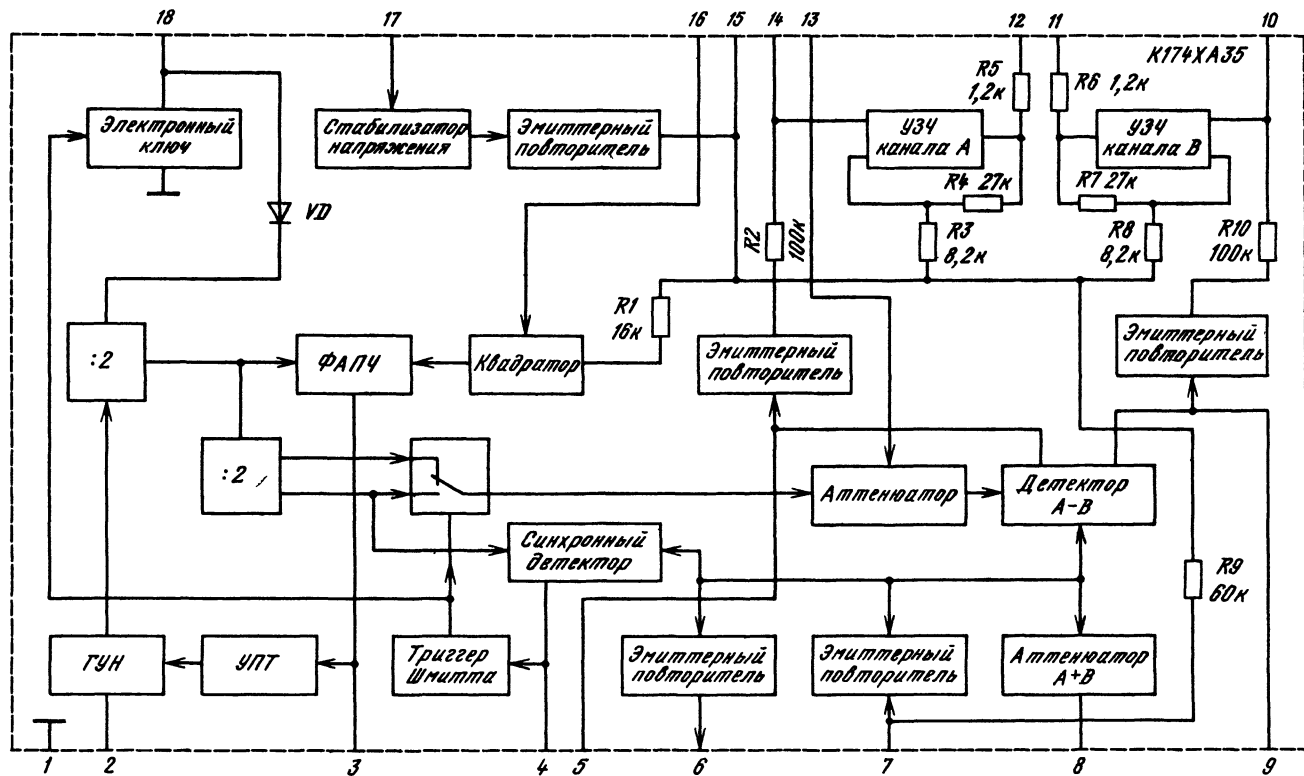 18
17
16
15
14
13
12
11
10
К174ХА35
R5
1,2к
R6 1,2к
Электронный
ключ
Стабилизатор
напряжения
Эмиттерный
повторитель
УЗЧ
канала А
УЗЧ
канала В
R4 27к
R7 27к
VD
R2
100к
R3
8,2к
R8
8,2к
R10
100к
R1
16к
:2
ФАПЧ
Квадратор
Эмиттерный
повторитель
Эмиттерный
повторитель
:2
Аттенюатор
Детектор
А-В
Синхронный
детектор
R9
60к
ГУН
УПТ
Триггер
Шмитта
Эмиттерный
повторитель
Эмиттерный
повторитель
Аттенюатор
А+В
1
2
3
4
5
6
7
8
9